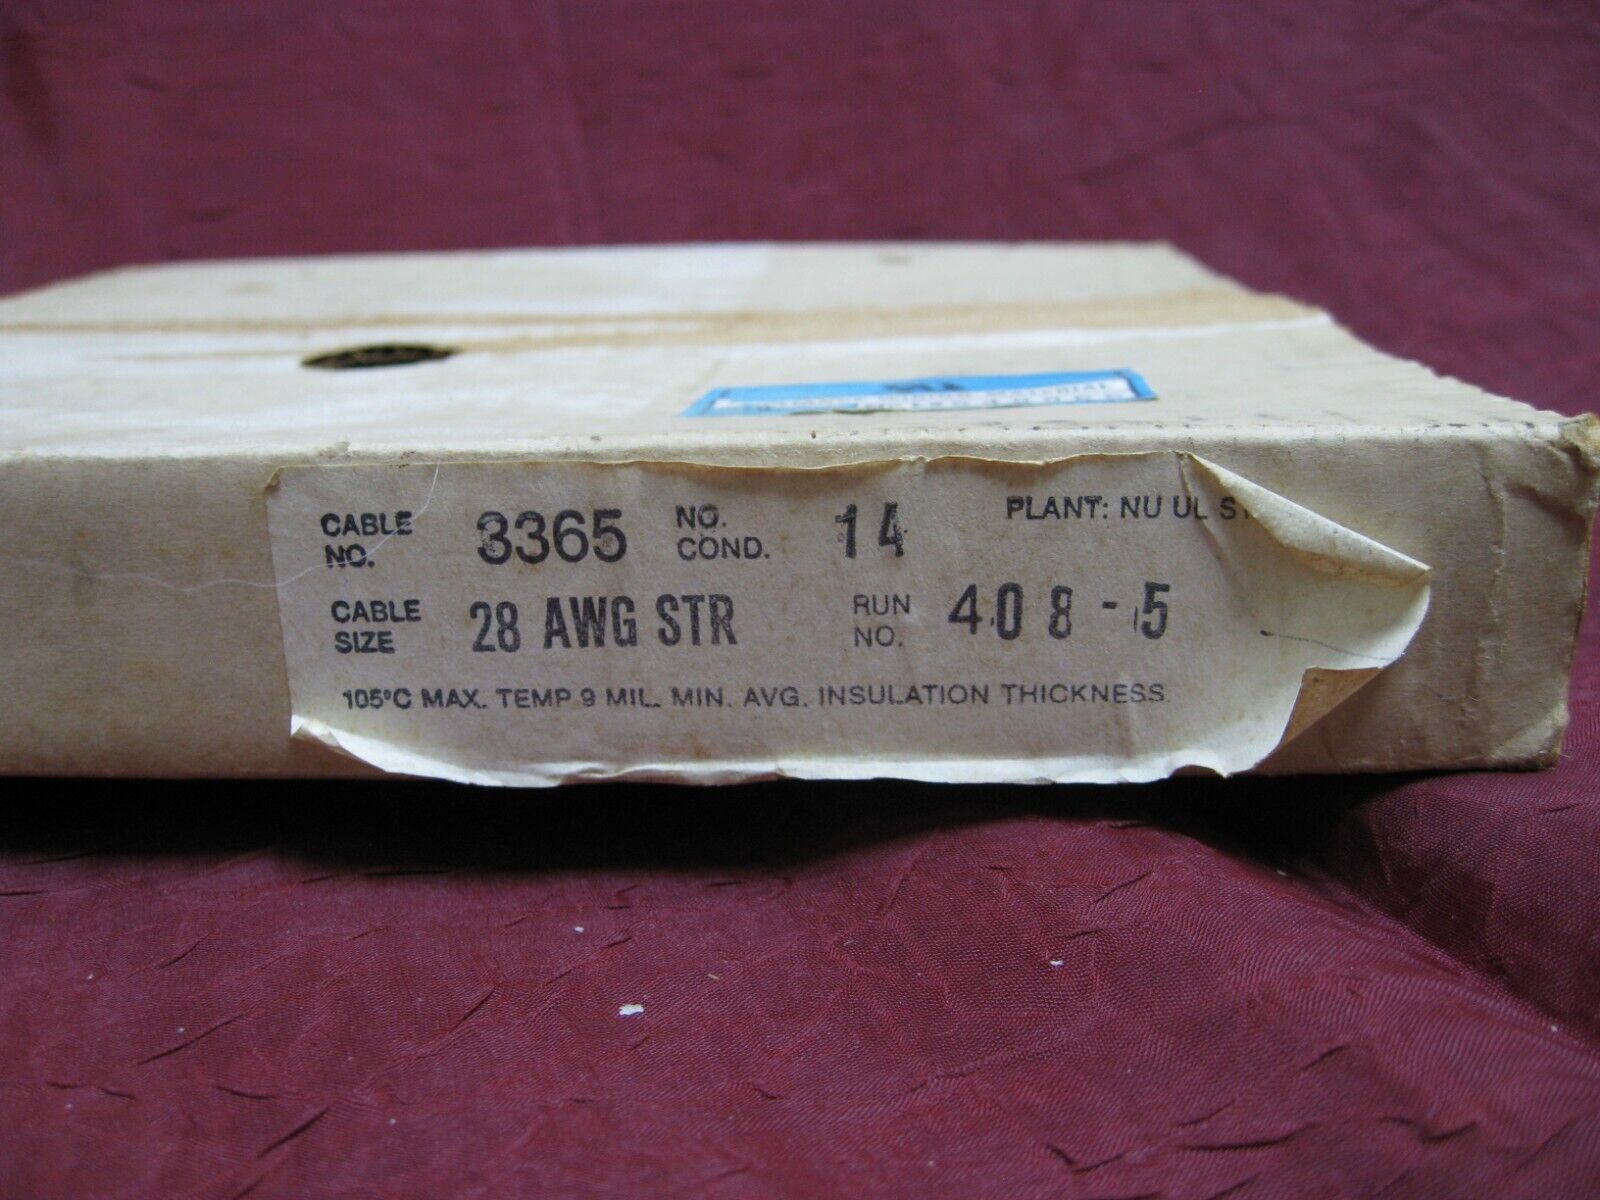 CABLE NO. 3365 NO. COND. 14 PLANT: NU UL
CABLE SIZE 28 AWG STR RUN NO. 408-5
105°C MAX. TEMP 9 MIL. MIN. AVG. INSULATION THICKNESS